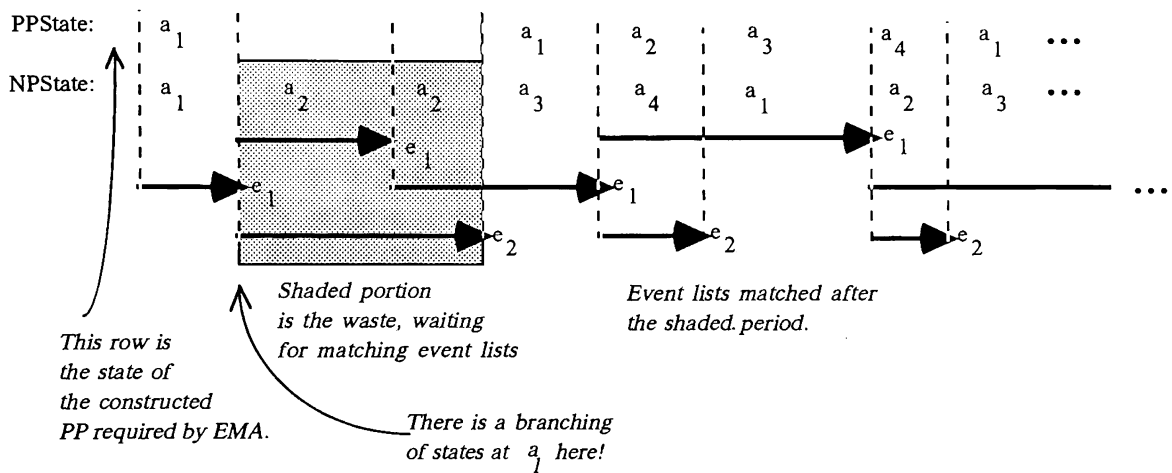 PPState: a1 a1 a2 a3 a4 a1 •••
NPState: a1 a2 a2 a3 a4 a1 a2 a3 •••
e1 e1
e1 e1 •••
e2 e2 e2
Shaded portion
is the waste, waiting
for matching event lists
Event lists matched after
the shaded.period.
This row is
the state of
the constructed
PP required by EMA.
There is a branching
of states at a1 here!